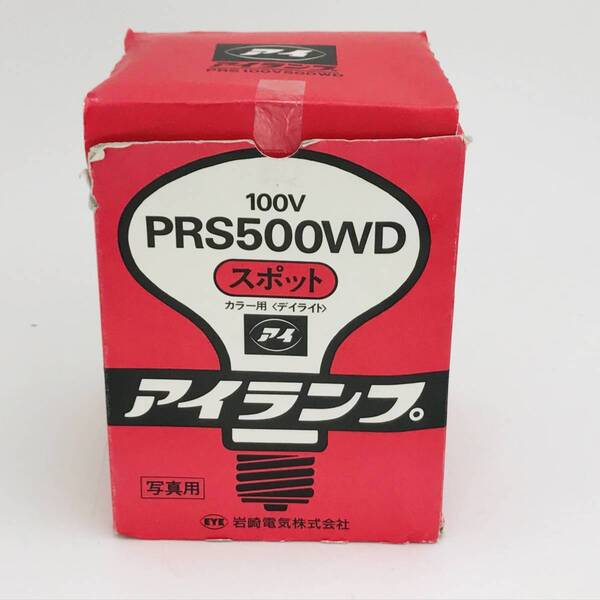 アイ
アイランプ
PRS100V500WD
100V
PRS500WD
スポット
カラー用〈デイライト〉
アイ
アイランプ。
写真用
EYE 岩崎電気株式会社